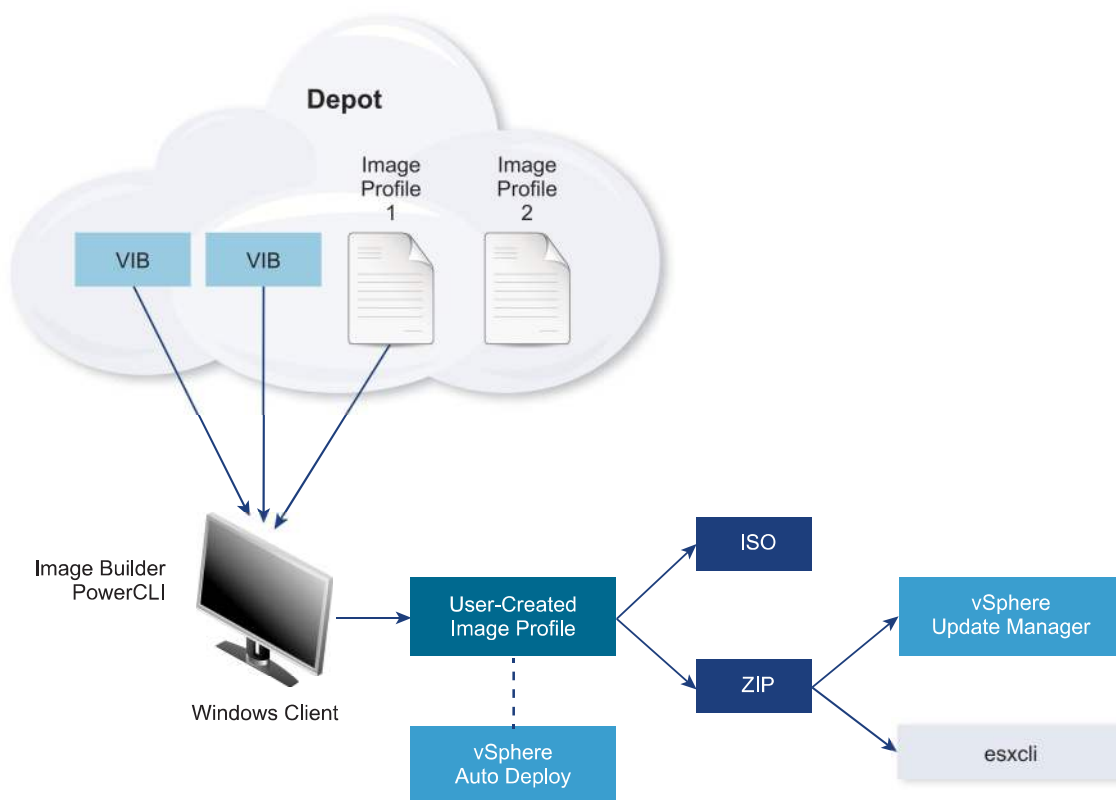 Depot
Image
Profile
1
Image
Profile
2
VIB
VIB
Image Builder
PowerCLI
Windows Client
User-Created
Image Profile
vSphere
Auto Deploy
ISO
ZIP
vSphere
Update Manager
esxcli